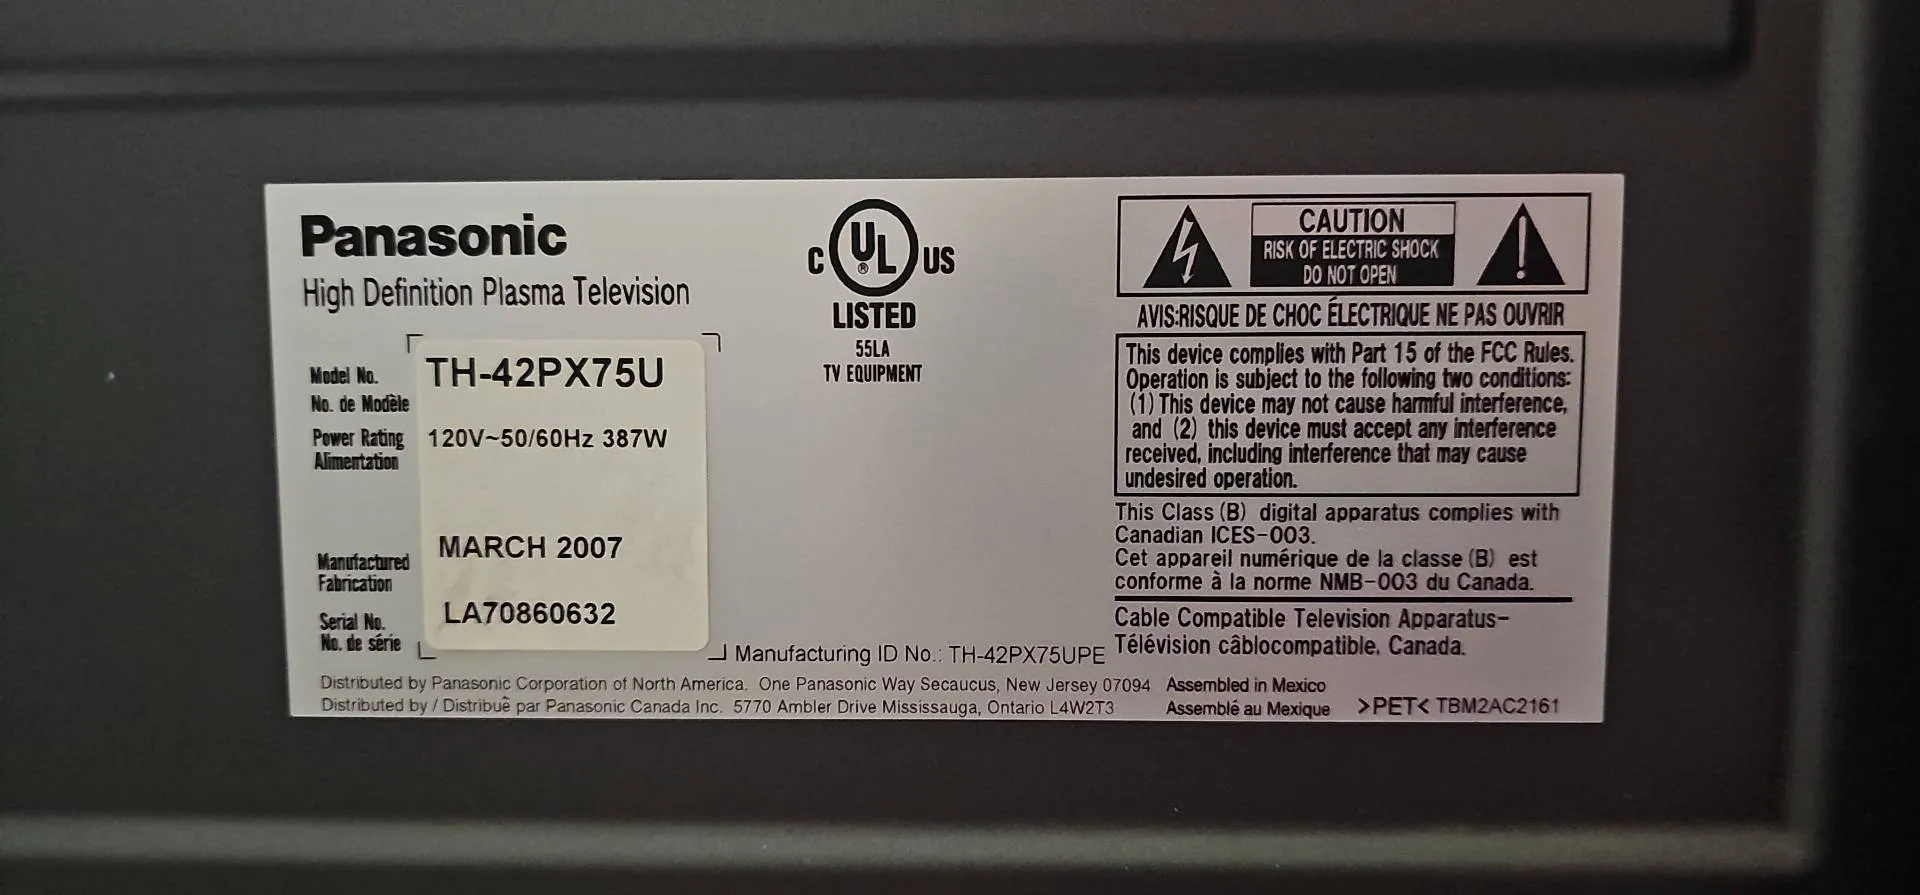 Panasonic
High Definition Plasma Television
Model No.
No. de Modèle
TH-42PX75U
Power Rating
Alimentation
120V~50/60Hz 387W
Manufactured
Fabrication
MARCH 2007
Serial No.
No. de série
LA70860632
C UL ® US
LISTED
55LA
TV EQUIPMENT
CAUTION
RISK OF ELECTRIC SHOCK
DO NOT OPEN
AVIS:RISQUE DE CHOC ÉLECTRIQUE NE PAS OUVRIR
This device complies with Part 15 of the FCC Rules.
Operation is subject to the following two conditions:
(1) This device may not cause harmful interference,
and (2) this device must accept any interference
received, including interference that may cause
undesired operation.
This Class (B) digital apparatus complies with
Canadian ICES-003.
Cet appareil numérique de la classe (B) est
conforme à la norme NMB-003 du Canada.
Cable Compatible Television Apparatus-
Télévision câblocompatible, Canada.
Manufacturing ID No.: TH-42PX75UPE
Distributed by Panasonic Corporation of North America. One Panasonic Way Secaucus, New Jersey 07094
Distributed by / Distribuê par Panasonic Canada Inc. 5770 Ambler Drive Mississauga, Ontario L4W2T3
Assembled in Mexico
Assemblé au Mexique
>PET< TBM2AC2161